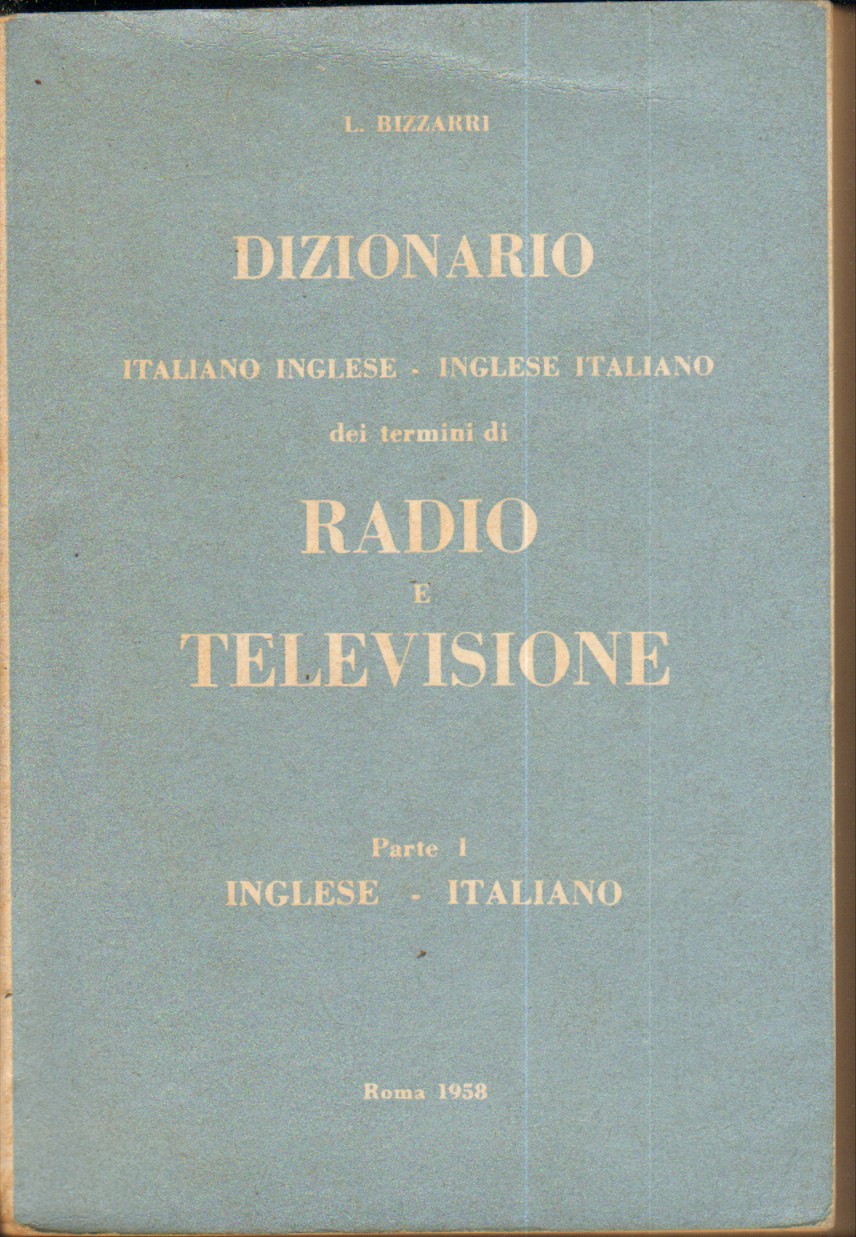 L. BIZZARRI
DIZIONARIO
ITALIANO INGLESE - INGLESE ITALIANO
dei termini di
RADIO
E
TELEVISIONE
Parte I
INGLESE - ITALIANO
Roma 1958